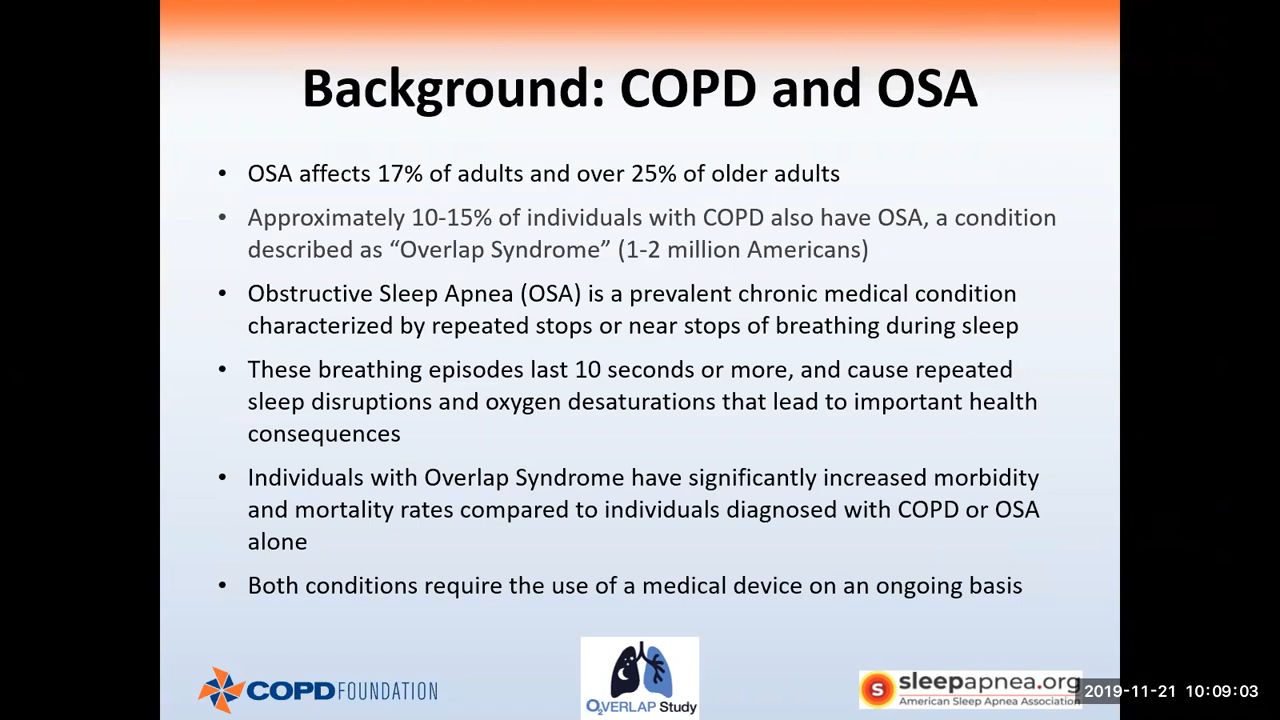 Background: COPD and OSA
• OSA affects 17% of adults and over 25% of older adults
• Approximately 10-15% of individuals with COPD also have OSA, a condition
described as “Overlap Syndrome” (1-2 million Americans)
• Obstructive Sleep Apnea (OSA) is a prevalent chronic medical condition
characterized by repeated stops or near stops of breathing during sleep
• These breathing episodes last 10 seconds or more, and cause repeated
sleep disruptions and oxygen desaturations that lead to important health
consequences
• Individuals with Overlap Syndrome have significantly increased morbidity
and mortality rates compared to individuals diagnosed with COPD or OSA
alone
• Both conditions require the use of a medical device on an ongoing basis
COPDFOUNDATION
O2VERLAP Study
S sleepapnea.org
American Sleep Apnea Association
2019-11-21 10:09:03